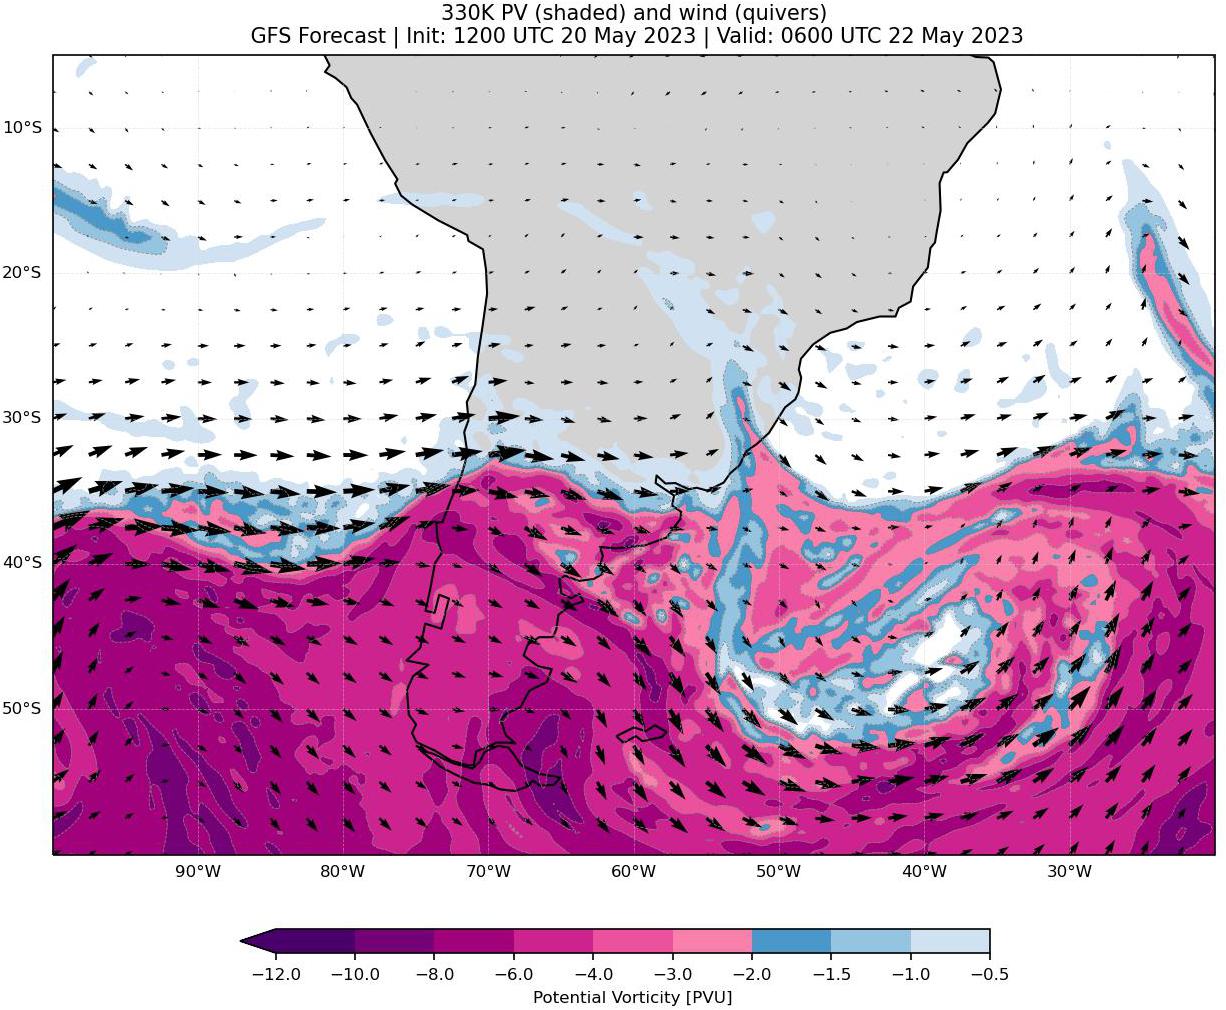 330K PV (shaded) and wind (quivers)
GFS Forecast | Init: 1200 UTC 20 May 2023 | Valid: 0600 UTC 22 May 2023
10°S
20°S
30°S
40°S
50°S
90°W 80°W 70°W 60°W 50°W 40°W 30°W
−12.0 −10.0 −8.0 −6.0 −4.0 −3.0 −2.0 −1.5 −1.0 −0.5
Potential Vorticity [PVU]